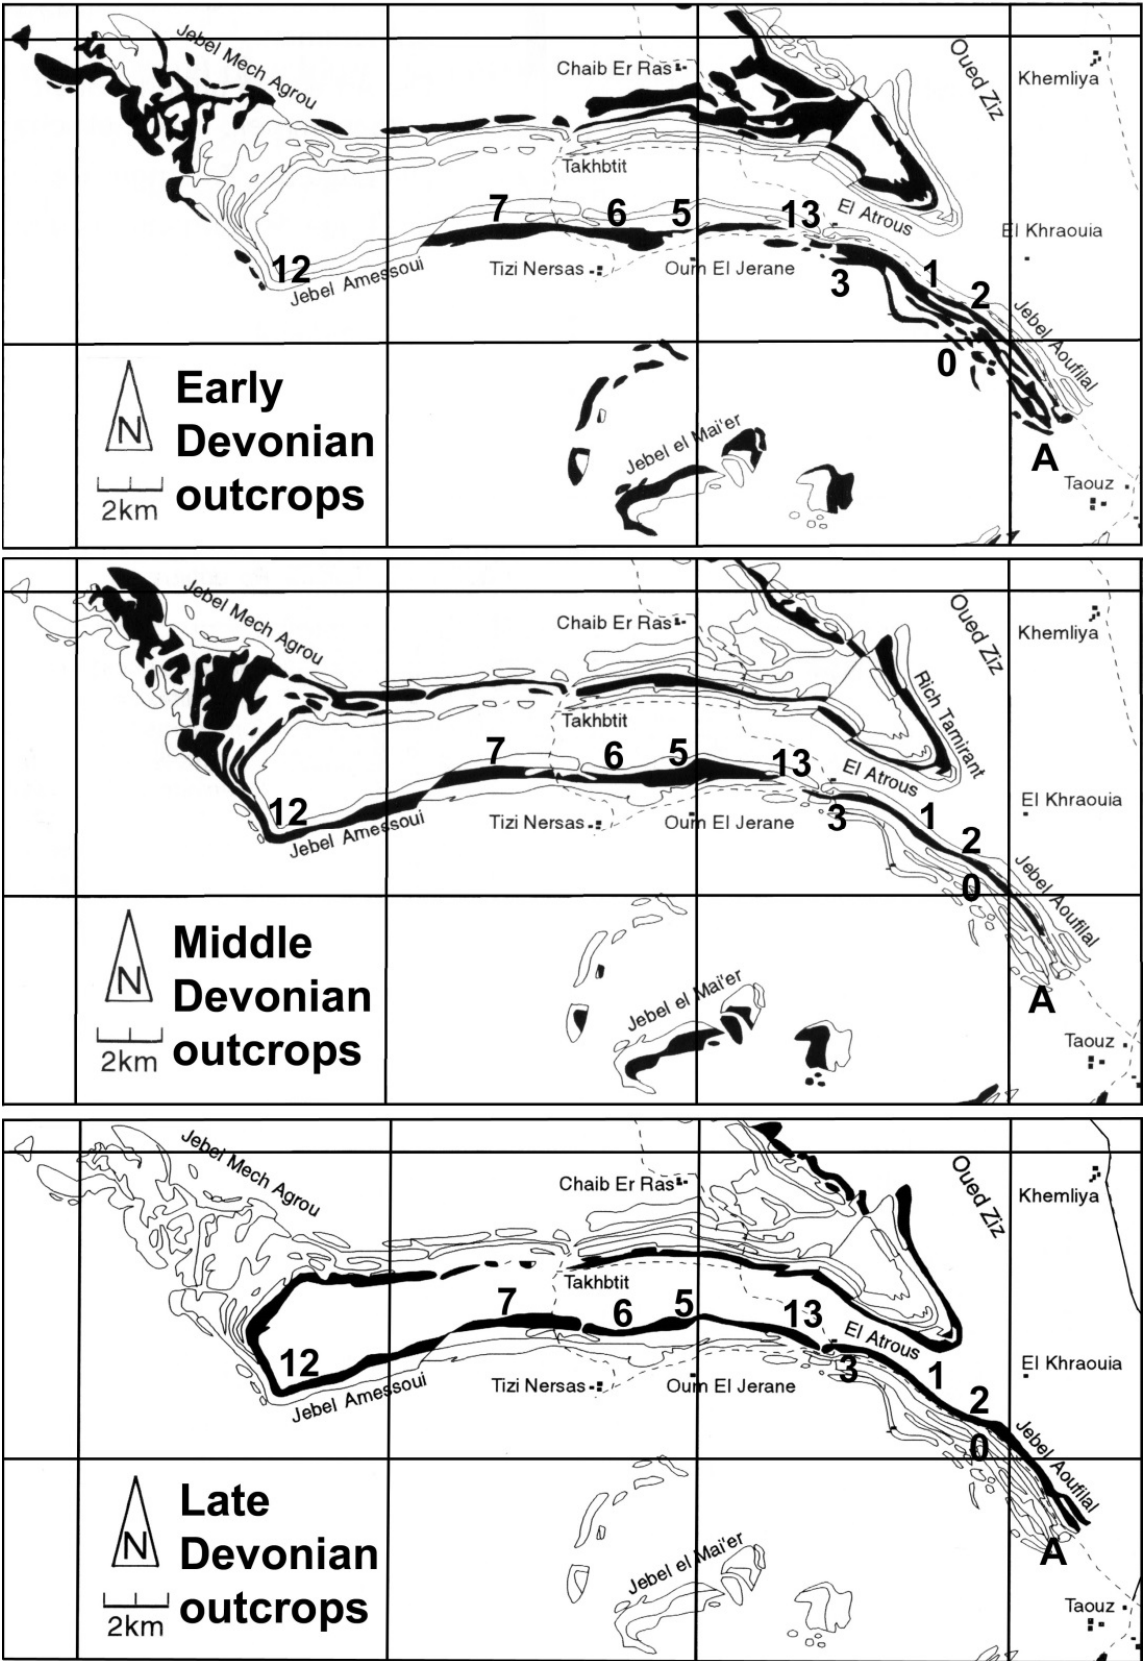 Jebel Mech Agrou
Chaib Er Ras
Oued Ziz
Khemliya
Takhbtit
El Atrous
El Khraouia
7
6
5
13
12
Jebel Amessoui
Tizi Nersas
Oum El Jerane
3
1
2
Jebel Aoufilal
0
N
2km
Early
Devonian
outcrops
Jebel el Maï'er
A
Taouz
Jebel Mech Agrou
Chaib Er Ras
Oued Ziz
Khemliya
Rich Tamirant
Takhbtit
El Atrous
El Khraouia
7
6
5
13
12
Jebel Amessoui
Tizi Nersas
Oum El Jerane
3
1
2
0
Jebel Aoufilal
N
2km
Middle
Devonian
outcrops
Jebel el Maï'er
A
Taouz
Jebel Mech Agrou
Chaib Er Ras
Oued Ziz
Khemliya
Takhbtit
El Atrous
El Khraouia
7
6
5
13
12
Jebel Amessoui
Tizi Nersas
Oum El Jerane
3
1
2
0
Jebel Aoufilal
N
2km
Late
Devonian
outcrops
Jebel el Maï'er
A
Taouz